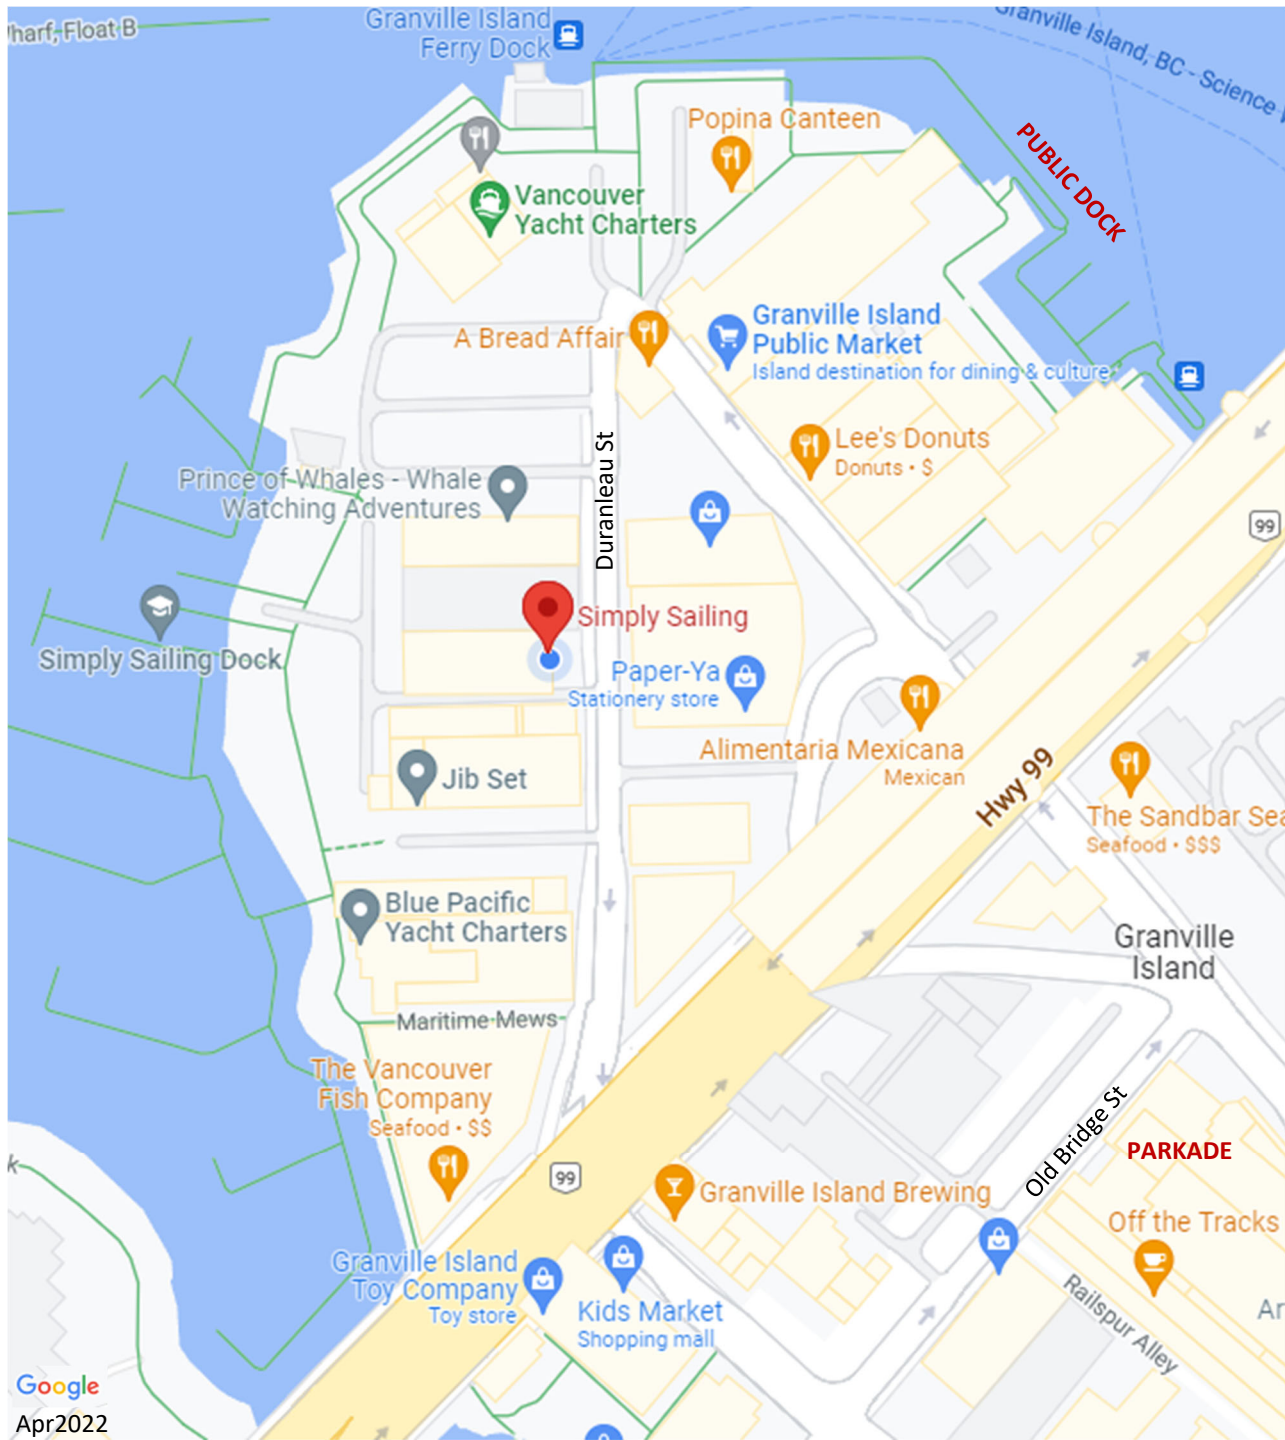 Granville Island
Ferry Dock
harf, Float B
Granville Island, BC - Science
PUBLIC DOCK
Popina Canteen
Vancouver
Yacht Charters
A Bread Affair
Granville Island
Public Market
Island destination for dining & culture
Lee's Donuts
Donuts • $
Duranleau St
Prince of Whales - Whale
Watching Adventures
99
Simply Sailing
Simply Sailing Dock
Paper-Ya
Stationery store
Alimentaria Mexicana
Mexican
Jib Set
Hwy 99
The Sandbar Sea
Seafood • $$$
Blue Pacific
Yacht Charters
Granville
Island
Maritime Mews
The Vancouver
Fish Company
Seafood • $$
Old Bridge St
PARKADE
99
Granville Island Brewing
Off the Tracks
Granville Island
Toy Company
Toy store
Kids Market
Shopping mall
Railspur Alley
Ar
k
Google
Apr2022